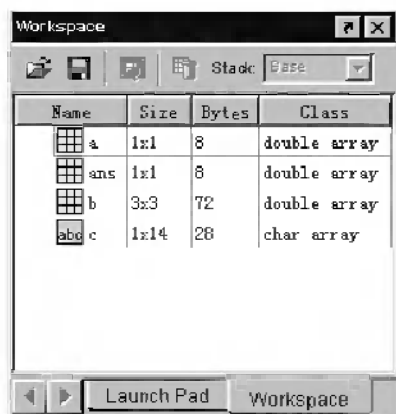 Workspace
Stack: Base
Name Size Bytes Class
a 1x1 8 double array
ans 1x1 8 double array
b 3x3 72 double array
abc c 1x14 28 char array
Launch Pad Workspace